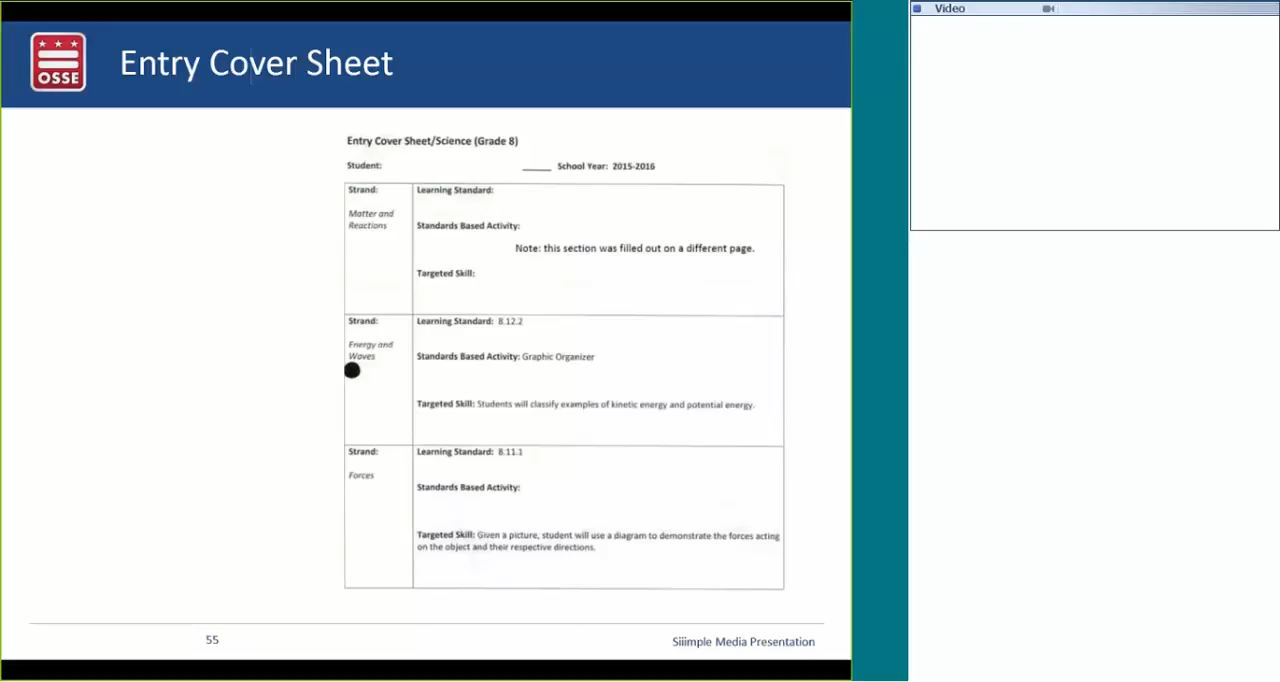 Video
OSSE
Entry Cover Sheet
Entry Cover Sheet/Science (Grade 8)
Student: _____ School Year: 2015-2016
Strand:
Matter and
Reactions
Learning Standard:
Standards Based Activity:
Note: this section was filled out on a different page.
Targeted Skill:
Strand:
Energy and
Waves
Learning Standard: 8.12.2
Standards Based Activity: Graphic Organizer
Targeted Skill: Students will classify examples of kinetic energy and potential energy.
Strand:
Forces
Learning Standard: 8.11.1
Standards Based Activity:
Targeted Skill: Given a picture, student will use a diagram to demonstrate the forces acting
on the object and their respective directions.
55
Siiimple Media Presentation